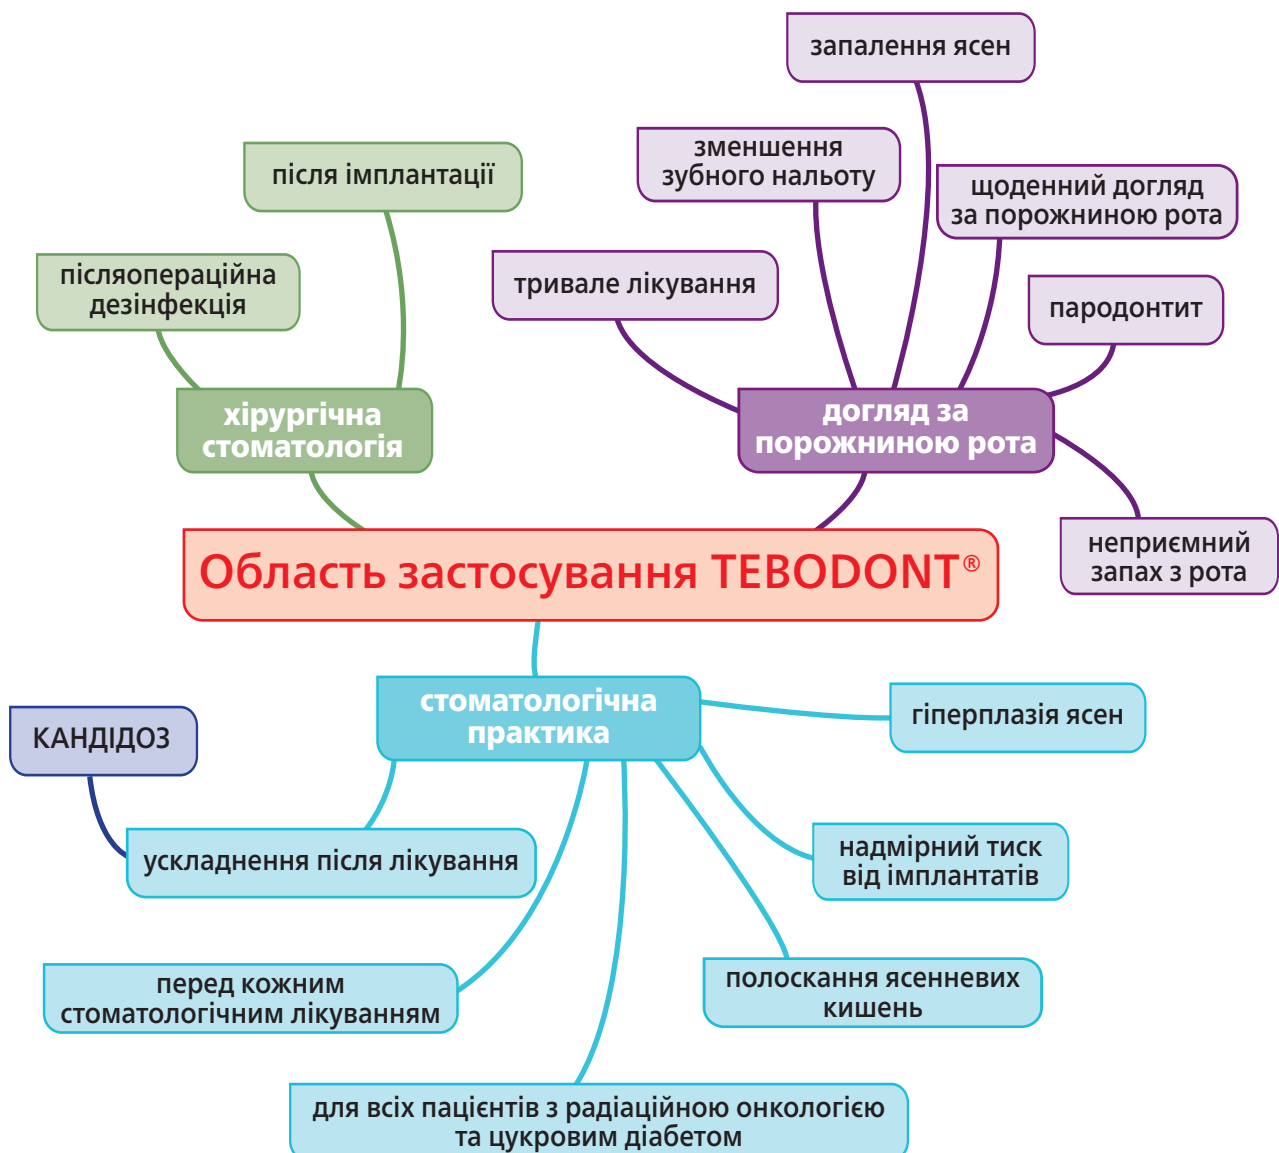 запалення ясен
зменшення
зубного нальоту
після імплантації
щоденний догляд
за порожниною рота
післяопераційна
дезінфекція
тривале лікування
пародонтит
хірургічна
стоматологія
догляд за
порожниною рота
неприємний
запах з рота
Область застосування TEBODONT®
стоматологічна
практика
гіперплазія ясен
КАНДІДОЗ
ускладнення після лікування
надмірний тиск
від імплантатів
перед кожним
стоматологічним лікуванням
полоскання ясенневих
кишень
для всіх пацієнтів з радіаційною онкологією
та цукровим діабетом